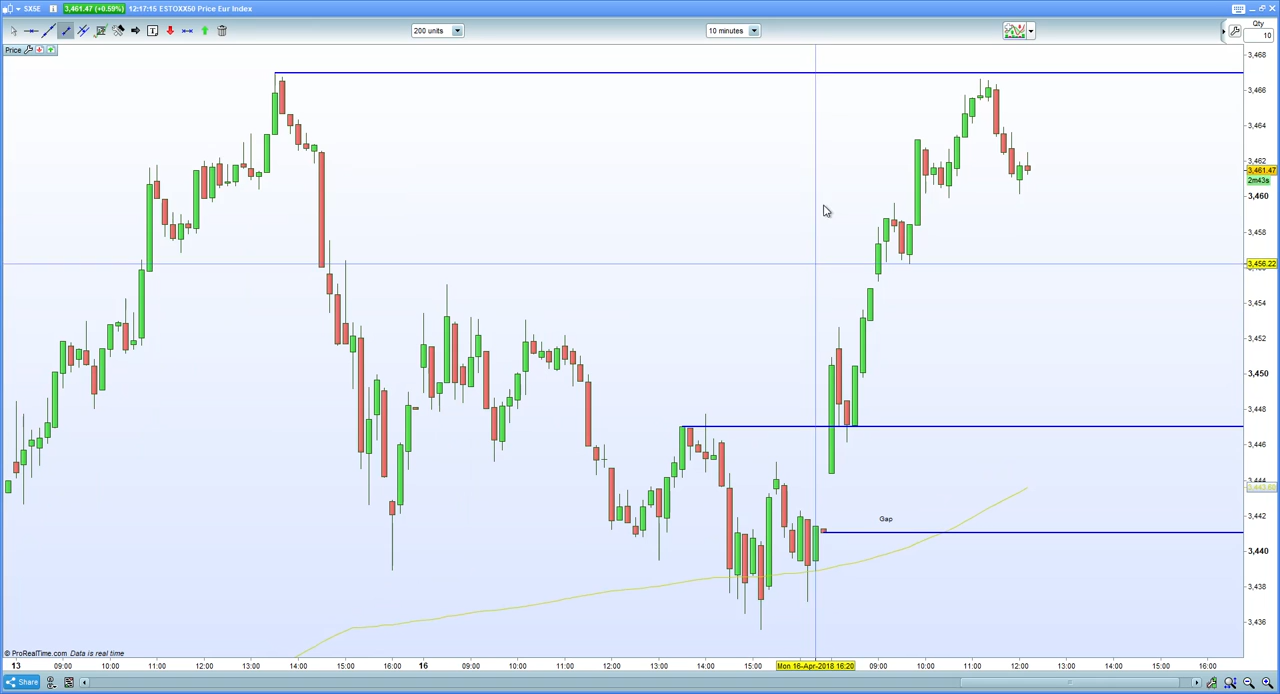 SX5E 3,461.47 (+0.59%) 12:17:15 ESTOXX50 Price Eur Index
200 units
10 minutes
Qty
10
Price
3,468
3,466
3,464
3,462
3,461.47
2m43s
3,460
3,458
3,456.22
3,454
3,452
3,450
3,448
3,446
3,444
3,442
3,440
3,438
3,436
Gap
© ProRealTime.com Data is real time
13 09:00 10:00 11:00 12:00 13:00 14:00 15:00 16:00 16 09:00 10:00 11:00 12:00 13:00 14:00 15:00 Mon 16-Apr-2018 16:20 09:00 10:00 11:00 12:00 13:00 14:00 15:00 16:00
Share